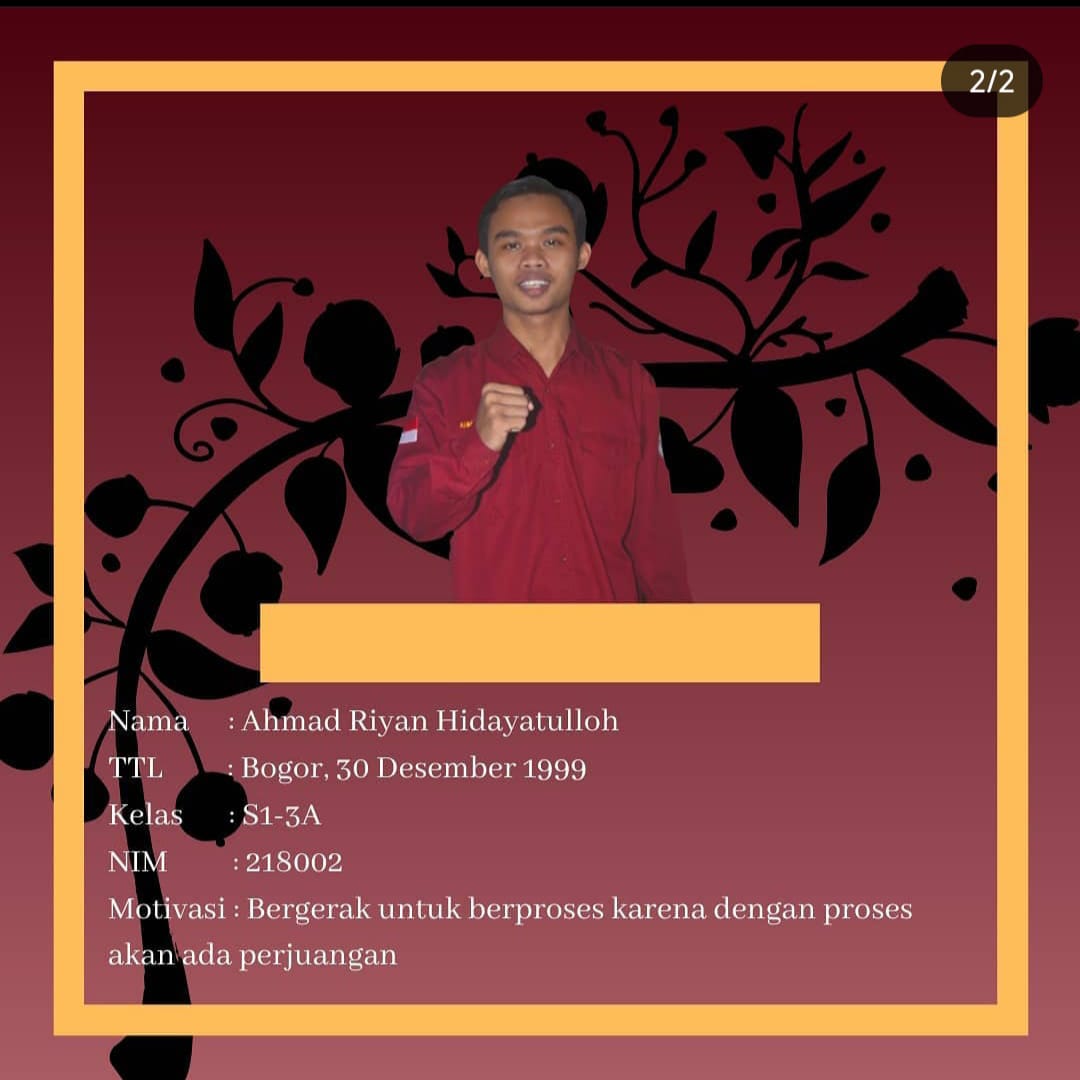 2/2
Nama : Ahmad Riyan Hidayatulloh
TTL : Bogor, 30 Desember 1999
Kelas : S1-3A
NIM : 218002
Motivasi : Bergerak untuk berproses karena dengan proses
akan ada perjuangan